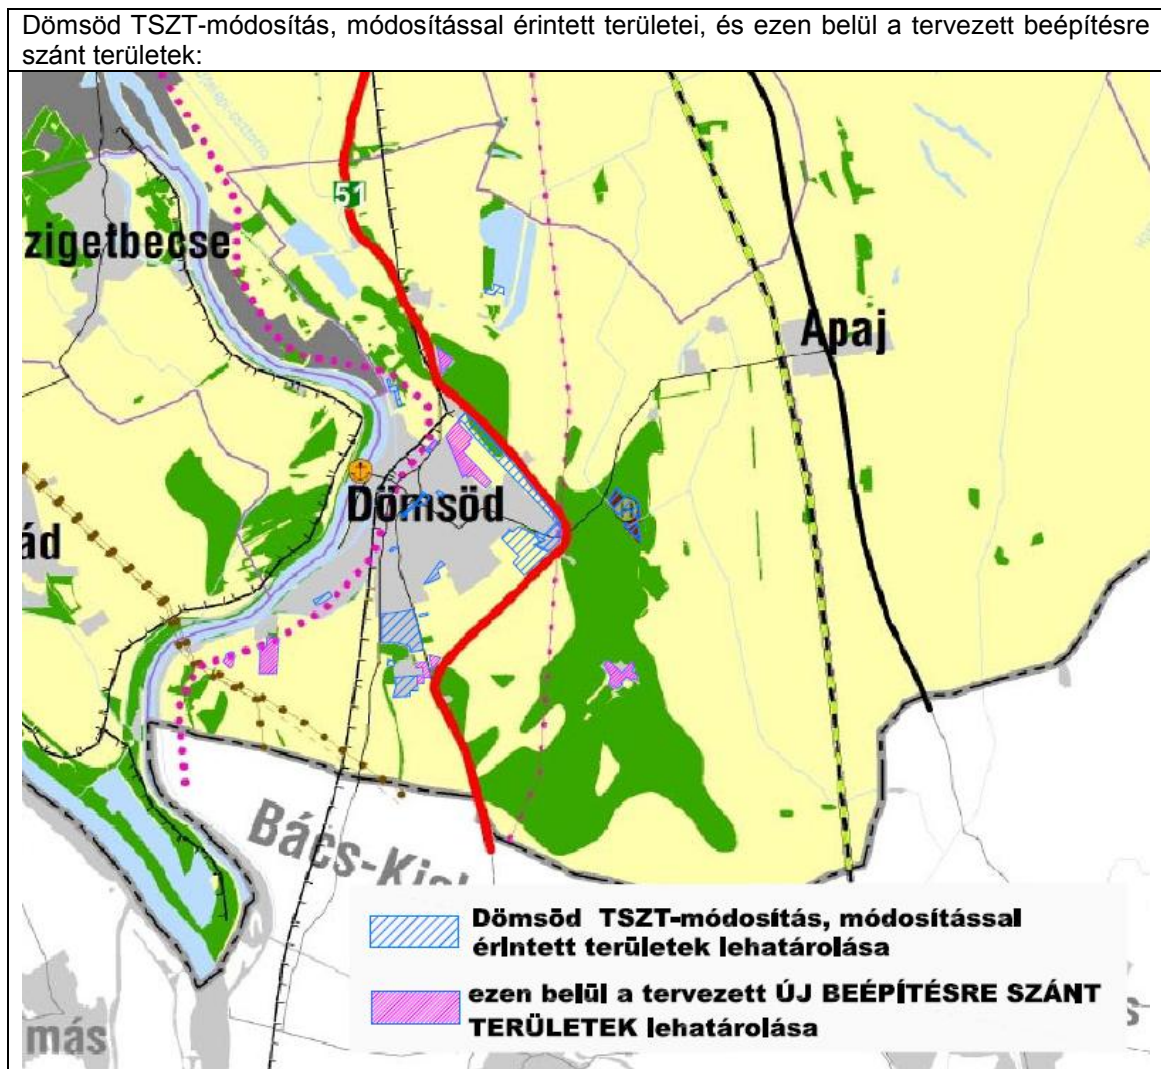 Dömsöd TSZT-módosítás, módosítással érintett területei, és ezen belül a tervezett beépítésre
szánt területek:
51
zigetbecse
Apaj
Dömsöd
ád
Bács-Kis
Dömsöd TSZT-módosítás, módosítással
érintett területek lehatárolása
ezen belül a tervezett ÚJ BEÉPÍTÉSRE SZÁNT
TERÜLETEK lehatárolása
más
s